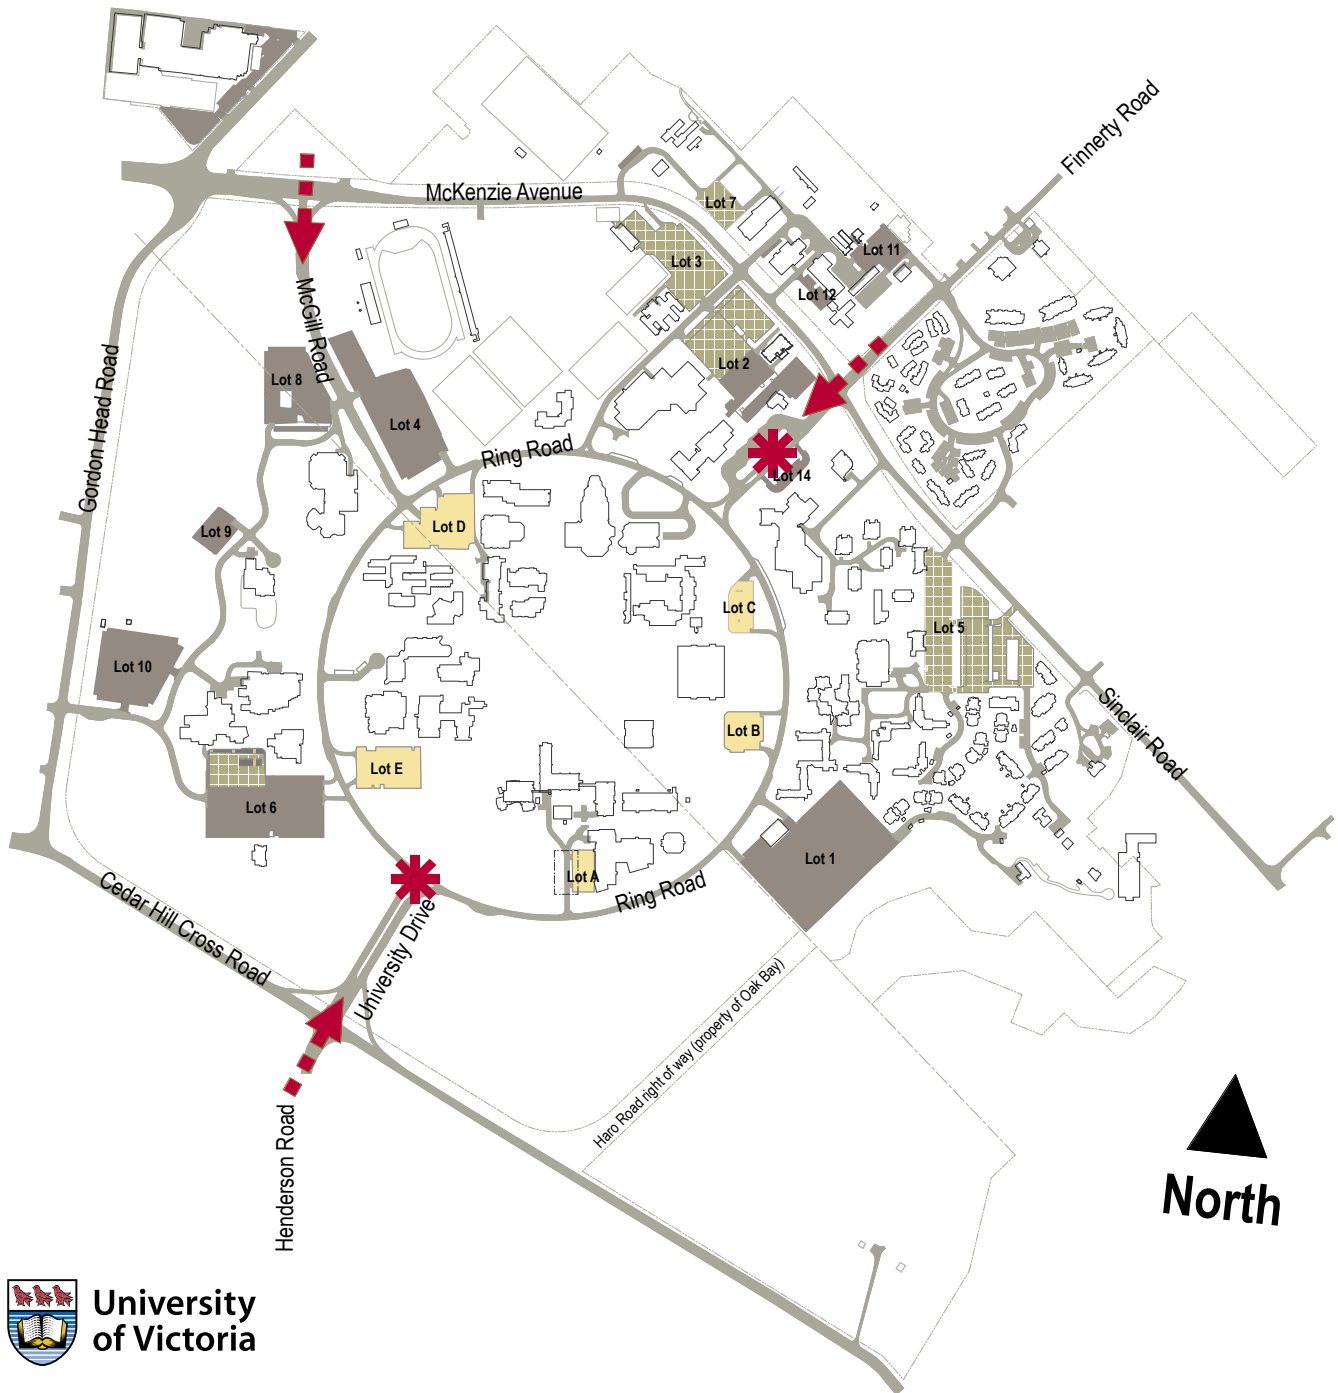 Finnerty Road
McKenzie Avenue
Lot 7
Lot 11
Lot 3
Lot 12
McGill Road
Lot 2
Lot 8
Gordon Head Road
Lot 4
Ring Road
Lot 14
Lot D
Lot 9
Lot C
Lot 5
Lot 10
Sinclair Road
Lot B
Lot E
Lot 6
Lot 1
Lot A
Ring Road
Cedar Hill Cross Road
University Drive
Haro Road right of way (property of Oak Bay)
Henderson Road
North
University
of Victoria